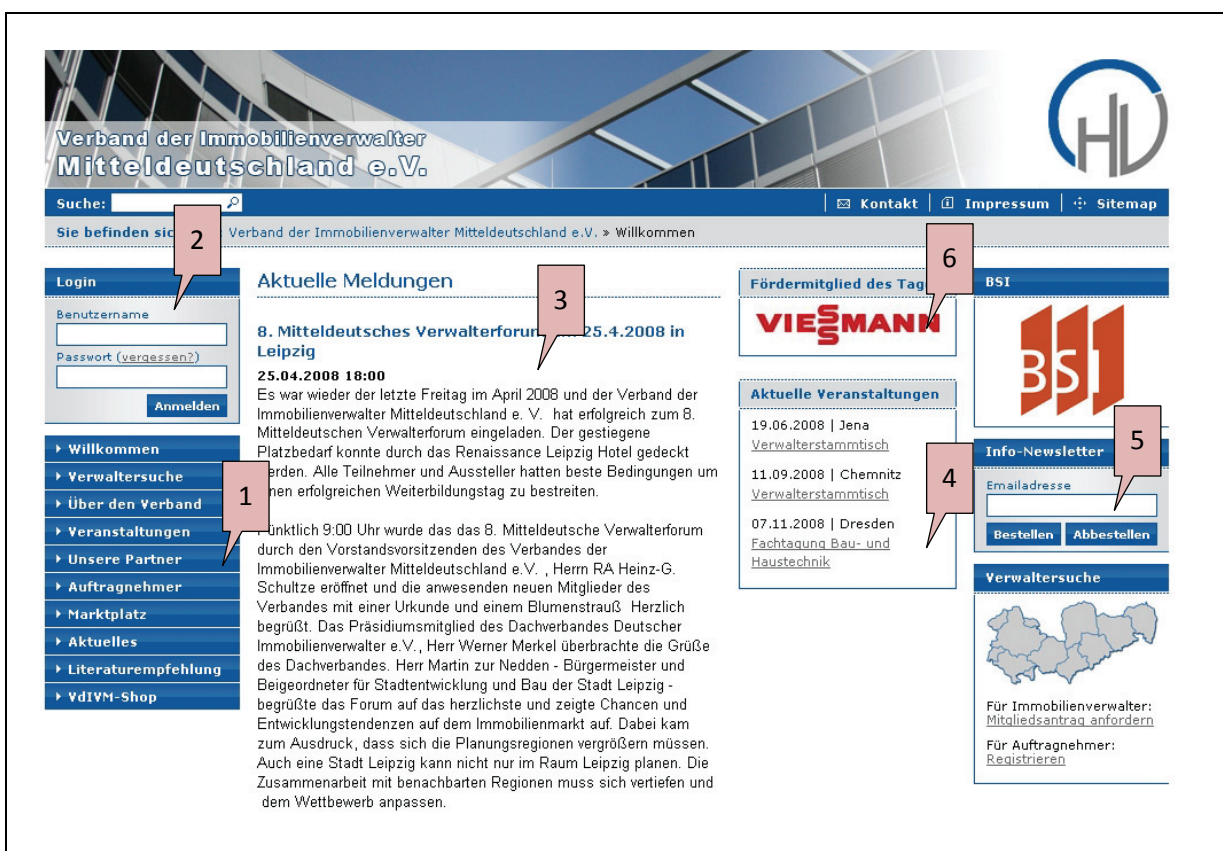 Verband der Immobilienverwalter
Mitteldeutschland e.V.
HV
Suche:
Kontakt
Impressum
Sitemap
Sie befinden
Verband der Immobilienverwalter Mitteldeutschland e.V. » Willkommen
2
Login
Benutzername
Passwort (vergessen?)
Anmelden
Willkommen
Verwaltersuche
Über den Verband
Veranstaltungen
Unsere Partner
Auftragnehmer
Marktplatz
Aktuelles
Literaturempfehlung
VdIVM-Shop
1
Aktuelle Meldungen
3
8. Mitteldeutsches Verwalterforum 25.4.2008 in
Leipzig
25.04.2008 18:00
Es war wieder der letzte Freitag im April 2008 und der Verband der
Immobilienverwalter Mitteldeutschland e. V. hat erfolgreich zum 8.
Mitteldeutschen Verwalterforum eingeladen. Der gestiegene
Platzbedarf konnte durch das Renaissance Leipzig Hotel gedeckt
werden. Alle Teilnehmer und Aussteller hatten beste Bedingungen um
einen erfolgreichen Weiterbildungstag zu bestreiten.
Pünktlich 9:00 Uhr wurde das das 8. Mitteldeutsche Verwalterforum
durch den Vorstandsvorsitzenden des Verbandes der
Immobilienverwalter Mitteldeutschland e.V. , Herrn RA Heinz-G.
Schultze eröffnet und die anwesenden neuen Mitglieder des
Verbandes mit einer Urkunde und einem Blumenstrauß Herzlich
begrüßt. Das Präsidiumsmitglied des Dachverbandes Deutscher
Immobilienverwalter e.V., Herr Werner Merkel überbrachte die Grüße
des Dachverbandes. Herr Martin zur Nedden - Bürgermeister und
Beigeordneter für Stadtentwicklung und Bau der Stadt Leipzig -
begrüßte das Forum auf das herzlichste und zeigte Chancen und
Entwicklungstendenzen auf dem Immobilienmarkt auf. Dabei kam
zum Ausdruck, dass sich die Planungsregionen vergrößern müssen.
Auch eine Stadt Leipzig kann nicht nur im Raum Leipzig planen. Die
Zusammenarbeit mit benachbarten Regionen muss sich vertiefen und
dem Wettbewerb anpassen.
6
Fördermitglied des Tag
VIESSMANN
Aktuelle Veranstaltungen
19.06.2008 | Jena
Verwalterstammtisch
11.09.2008 | Chemnitz
Verwalterstammtisch
07.11.2008 | Dresden
Fachtagung Bau- und
Haustechnik
4
BSI
BSI
Info-Newsletter
5
Emailadresse
Bestellen
Abbestellen
Verwaltersuche
Für Immobilienverwalter:
Mitgliedsantrag anfordern
Für Auftragnehmer:
Registrieren